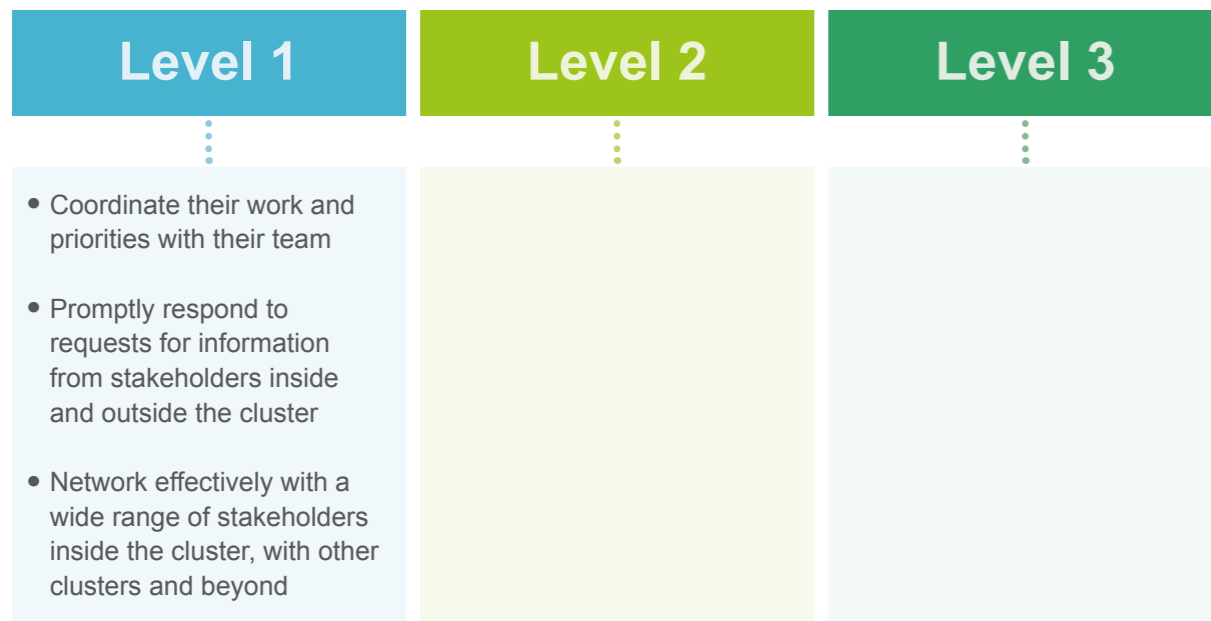 Level 1
Level 2
Level 3
• Coordinate their work and
priorities with their team
• Promptly respond to
requests for information
from stakeholders inside
and outside the cluster
• Network effectively with a
wide range of stakeholders
inside the cluster, with other
clusters and beyond